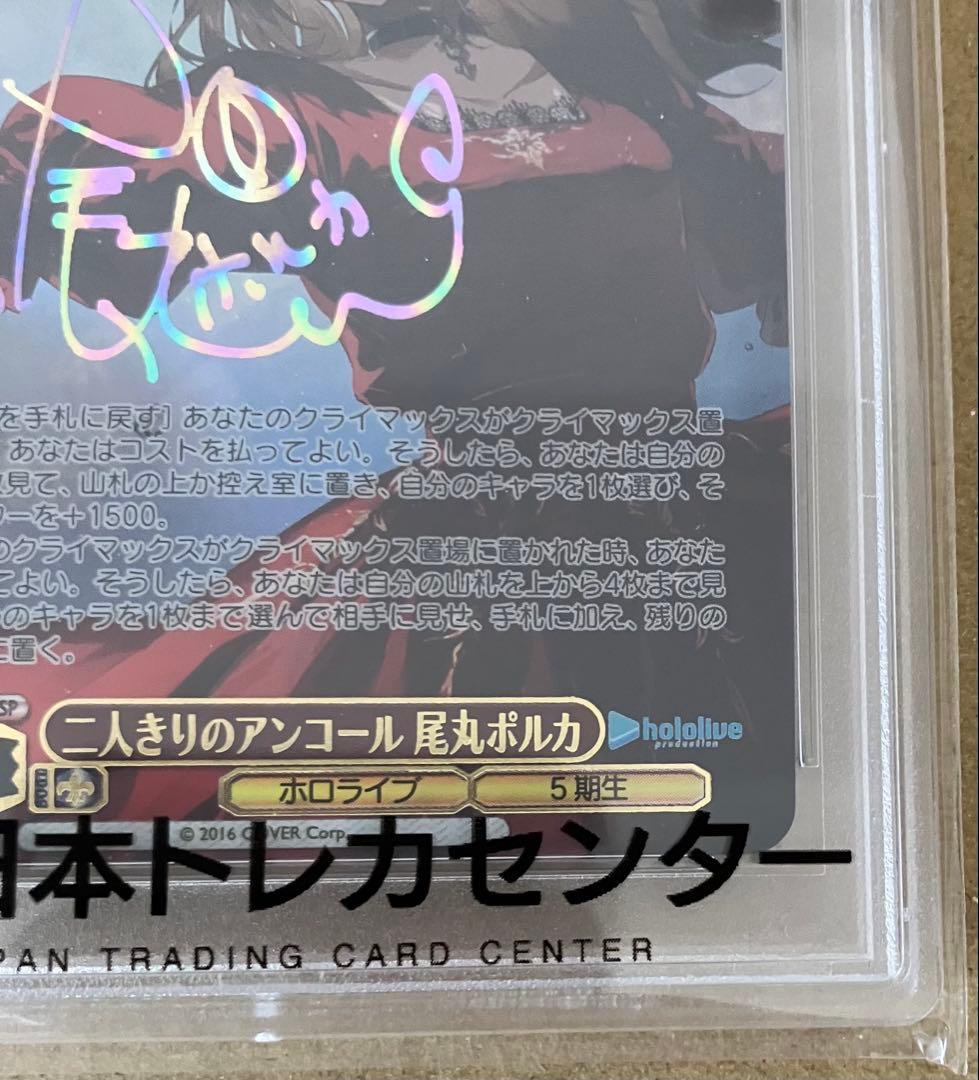 尾丸ポルカ
を手札に戻す］ あなたのクライマックスがクライマックス置
、あなたはコストを払ってよい。そうしたら、あなたは自分の
見て、山札の上か控え室に置き、自分のキャラを1枚選び、そ
ワーを＋1500。
のクライマックスがクライマックス置場に置かれた時、あなた
てよい。そうしたら、あなたは自分の山札を上から4枚まで見
のキャラを1枚まで選んで相手に見せ、手札に加え、残りの
に置く。
SP
二人きりのアンコール 尾丸ポルカ
hololive
production
ホロライブ
5期生
© 2016 COVER Corp.
日本トレカセンター
PAN TRADING CARD CENTER